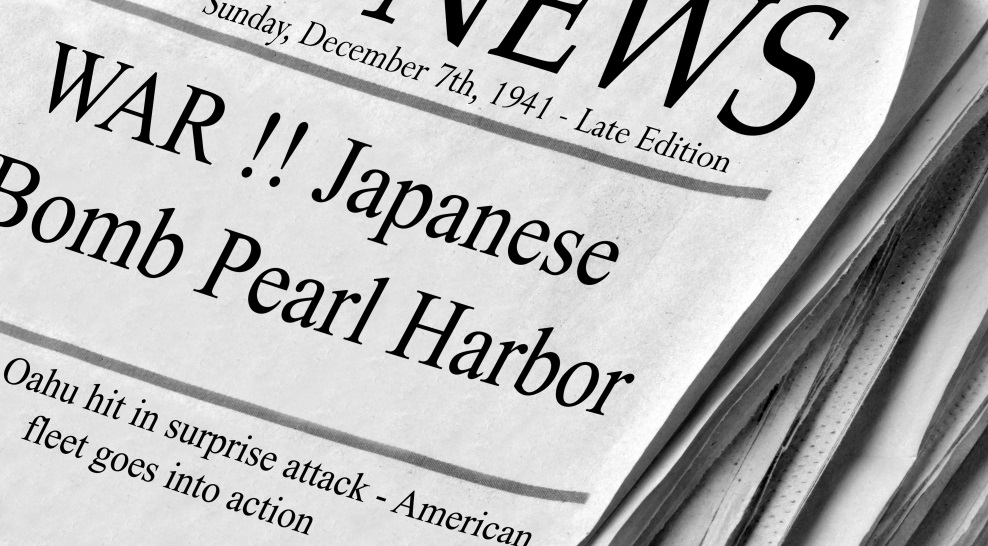 NEWS
Sunday, December 7th, 1941 - Late Edition
WAR !! Japanese
Bomb Pearl Harbor
Oahu hit in surprise attack - American
fleet goes into action